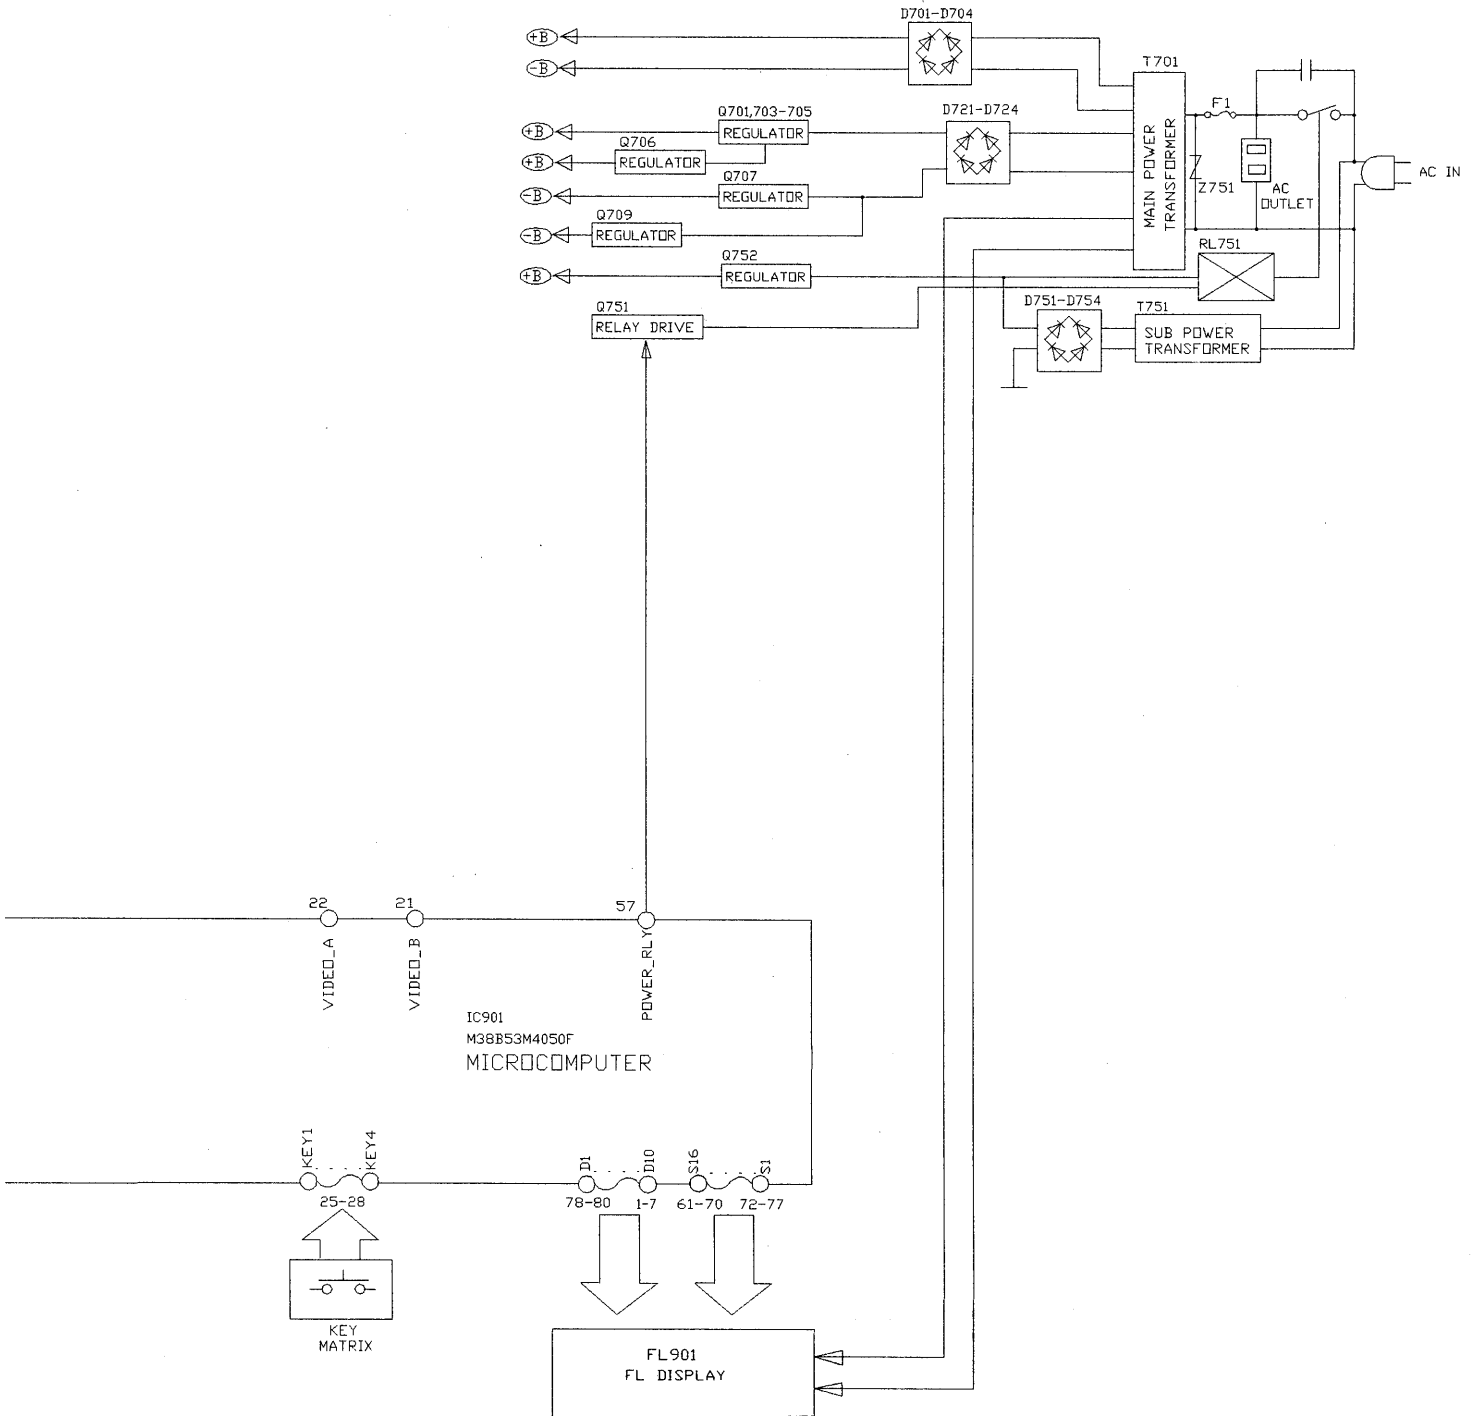 D701-D704
+B
-B
T701
F1
MAIN POWER
TRANSFORMER
Q701,703-705
D721-D724
+B
REGULATOR
Q706
+B
REGULATOR
Q707
-B
REGULATOR
Q709
-B
REGULATOR
Z751
AC
OUTLET
AC IN
RL751
Q752
+B
REGULATOR
Q751
RELAY DRIVE
D751-D754
T751
SUB POWER
TRANSFORMER
22
21
57
VIDEO_A
VIDEO_B
POWER_RLY
IC901
M38B53M4050F
MICROCOMPUTER
KEY1
KEY4
D1
D10
S16
S1
25-28
78-80
1-7
61-70
72-77
KEY
MATRIX
FL901
FL DISPLAY